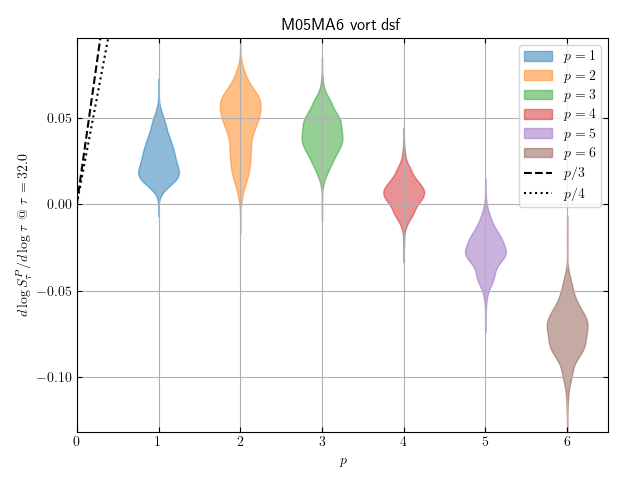 M05MA6 vort dsf
d log S_τ^P / d log τ @ τ = 32.0
0.05
0.00
−0.05
−0.10
0 1 2 3 4 5 6
p
p = 1
p = 2
p = 3
p = 4
p = 5
p = 6
p/3
p/4